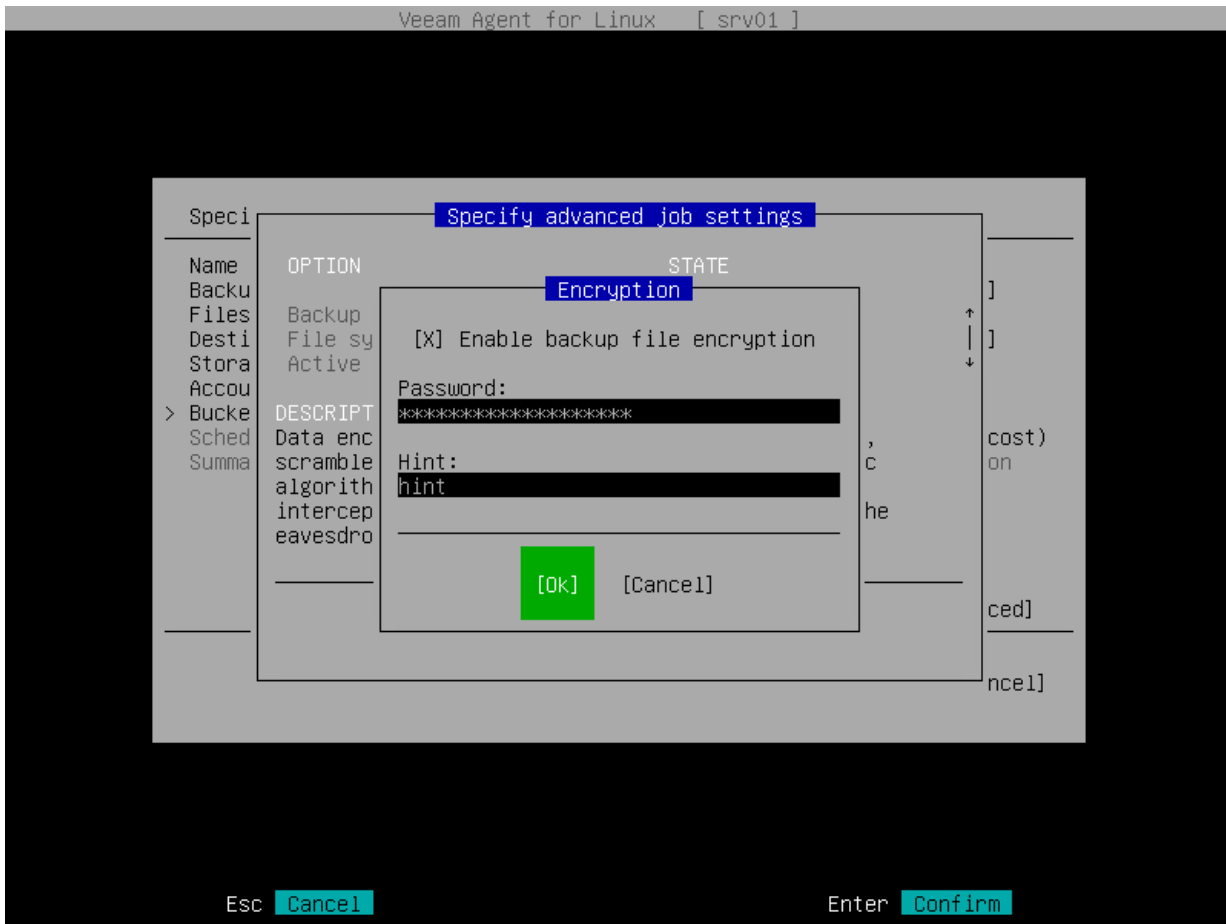 Veeam Agent for Linux [ srv01 ]
Speci
Specify advanced job settings
Name OPTION STATE
Backu Encryption ]
Files Backup ↑
Desti File sy [X] Enable backup file encryption | ]
Stora Active ↓
Accou Password:
> Bucke DESCRIPT *******************
Sched Data enc , cost)
Summa scramble Hint: c on
algorith hint
intercep he
eavesdro
[Ok] [Cancel]
ced]
ncel]
Esc Cancel Enter Confirm